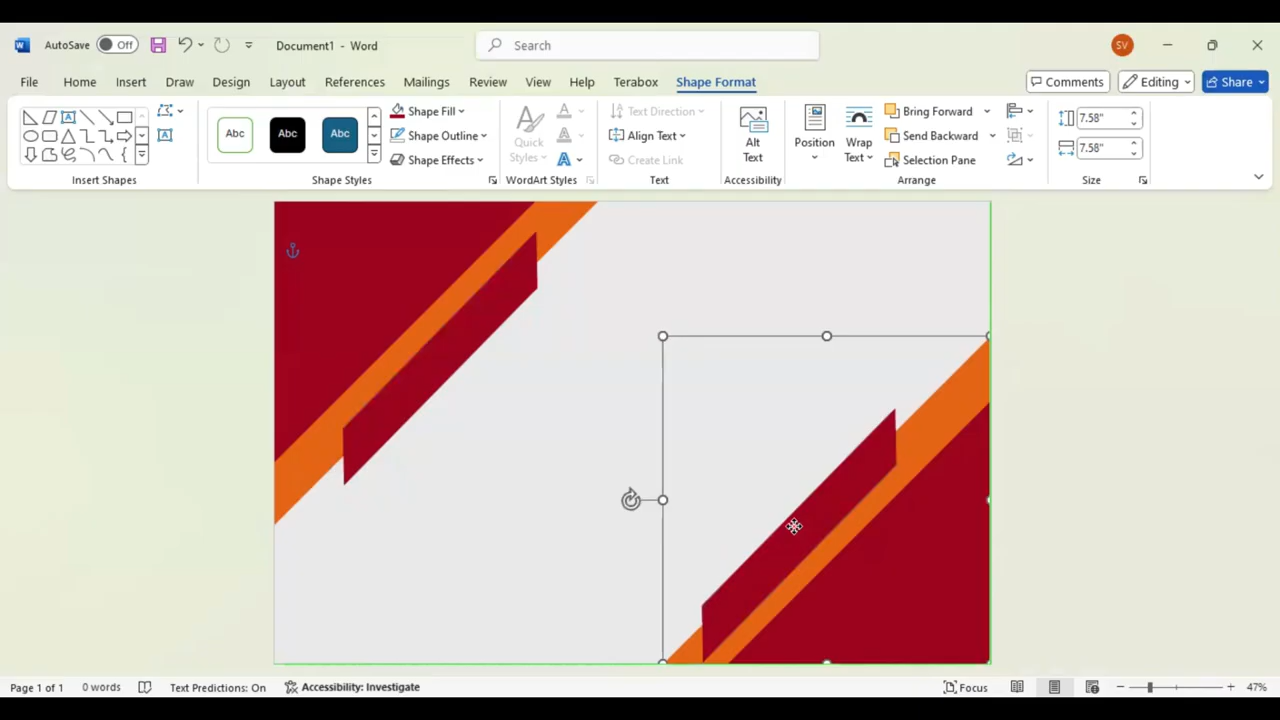 AutoSave Off Document1 - Word Search SV
File Home Insert Draw Design Layout References Mailings Review View Help Terabox Shape Format Comments Editing Share
Shape Fill Shape Outline Shape Effects
Abc Abc Abc
Quick Styles
Text Direction Align Text Create Link
Alt Text
Position
Wrap Text
Bring Forward Send Backward Selection Pane
7.58"
7.58"
Insert Shapes Shape Styles WordArt Styles Text Accessibility Arrange Size
Page 1 of 1 0 words Text Predictions: On Accessibility: Investigate Focus 47%